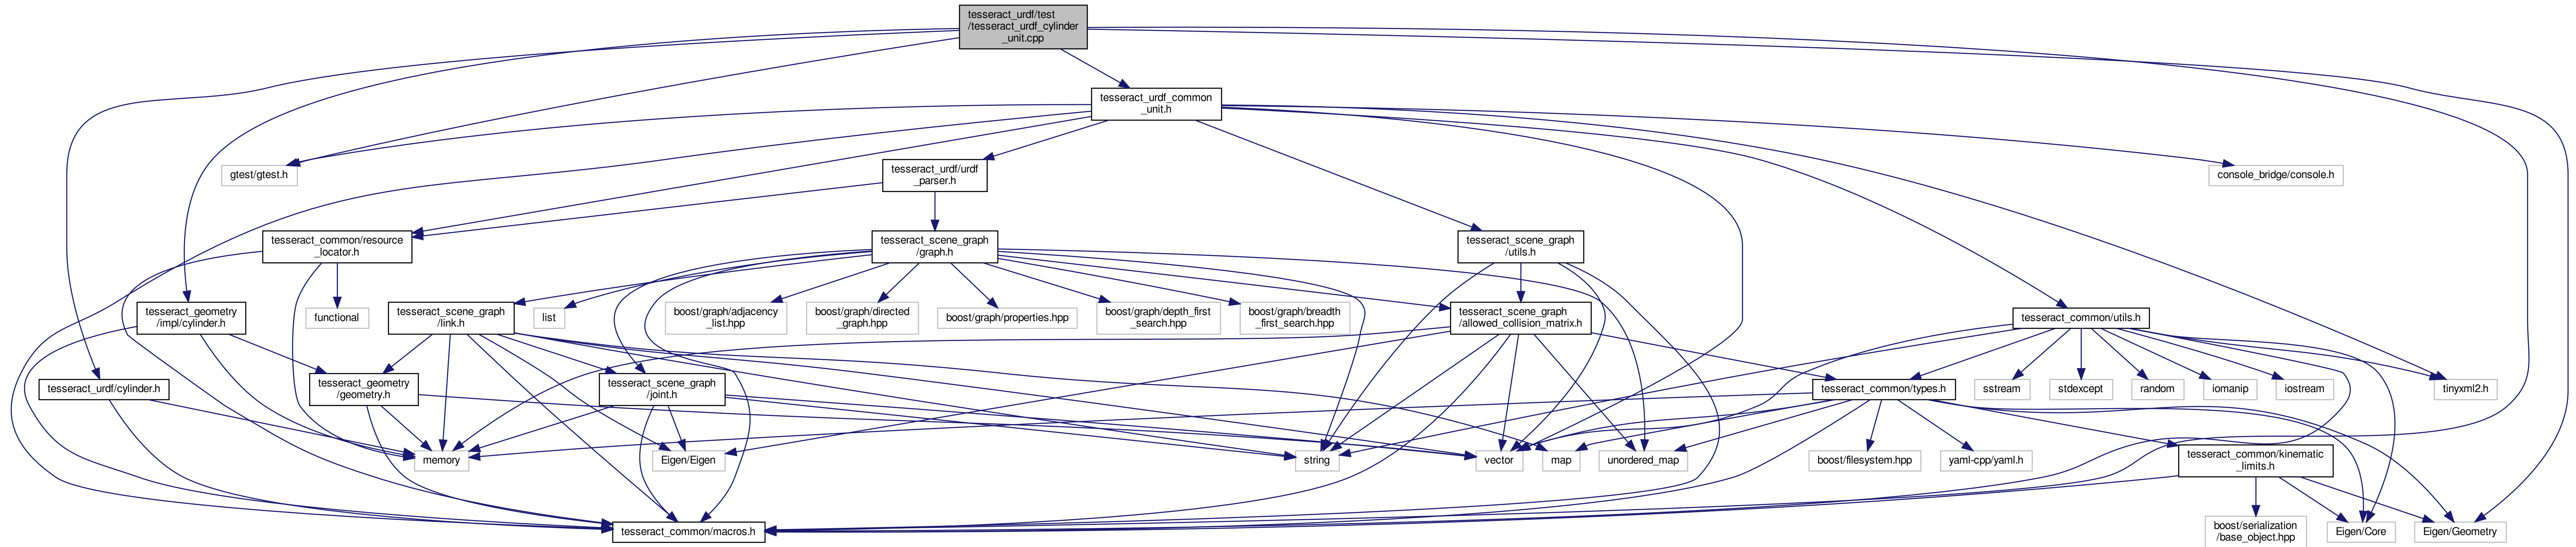 tesseract_urdf/test
/tesseract_urdf_cylinder
_unit.cpp
tesseract_urdf_common
_unit.h
gtest/gtest.h
tesseract_urdf/urdf
_parser.h
console_bridge/console.h
tesseract_common/resource
_locator.h
tesseract_scene_graph
/graph.h
tesseract_scene_graph
/utils.h
tesseract_geometry
/impl/cylinder.h
functional
tesseract_scene_graph
/link.h
list
boost/graph/adjacency
_list.hpp
boost/graph/directed
_graph.hpp
boost/graph/properties.hpp
boost/graph/depth_first
_search.hpp
boost/graph/breadth
_first_search.hpp
tesseract_scene_graph
/allowed_collision_matrix.h
tesseract_common/utils.h
tesseract_urdf/cylinder.h
tesseract_geometry
/geometry.h
tesseract_scene_graph
/joint.h
tesseract_common/types.h
sstream
stdexcept
random
iomanip
iostream
tinyxml2.h
memory
Eigen/Eigen
string
vector
map
unordered_map
boost/filesystem.hpp
yaml-cpp/yaml.h
tesseract_common/kinematic
_limits.h
tesseract_common/macros.h
boost/serialization
/base_object.hpp
Eigen/Core
Eigen/Geometry